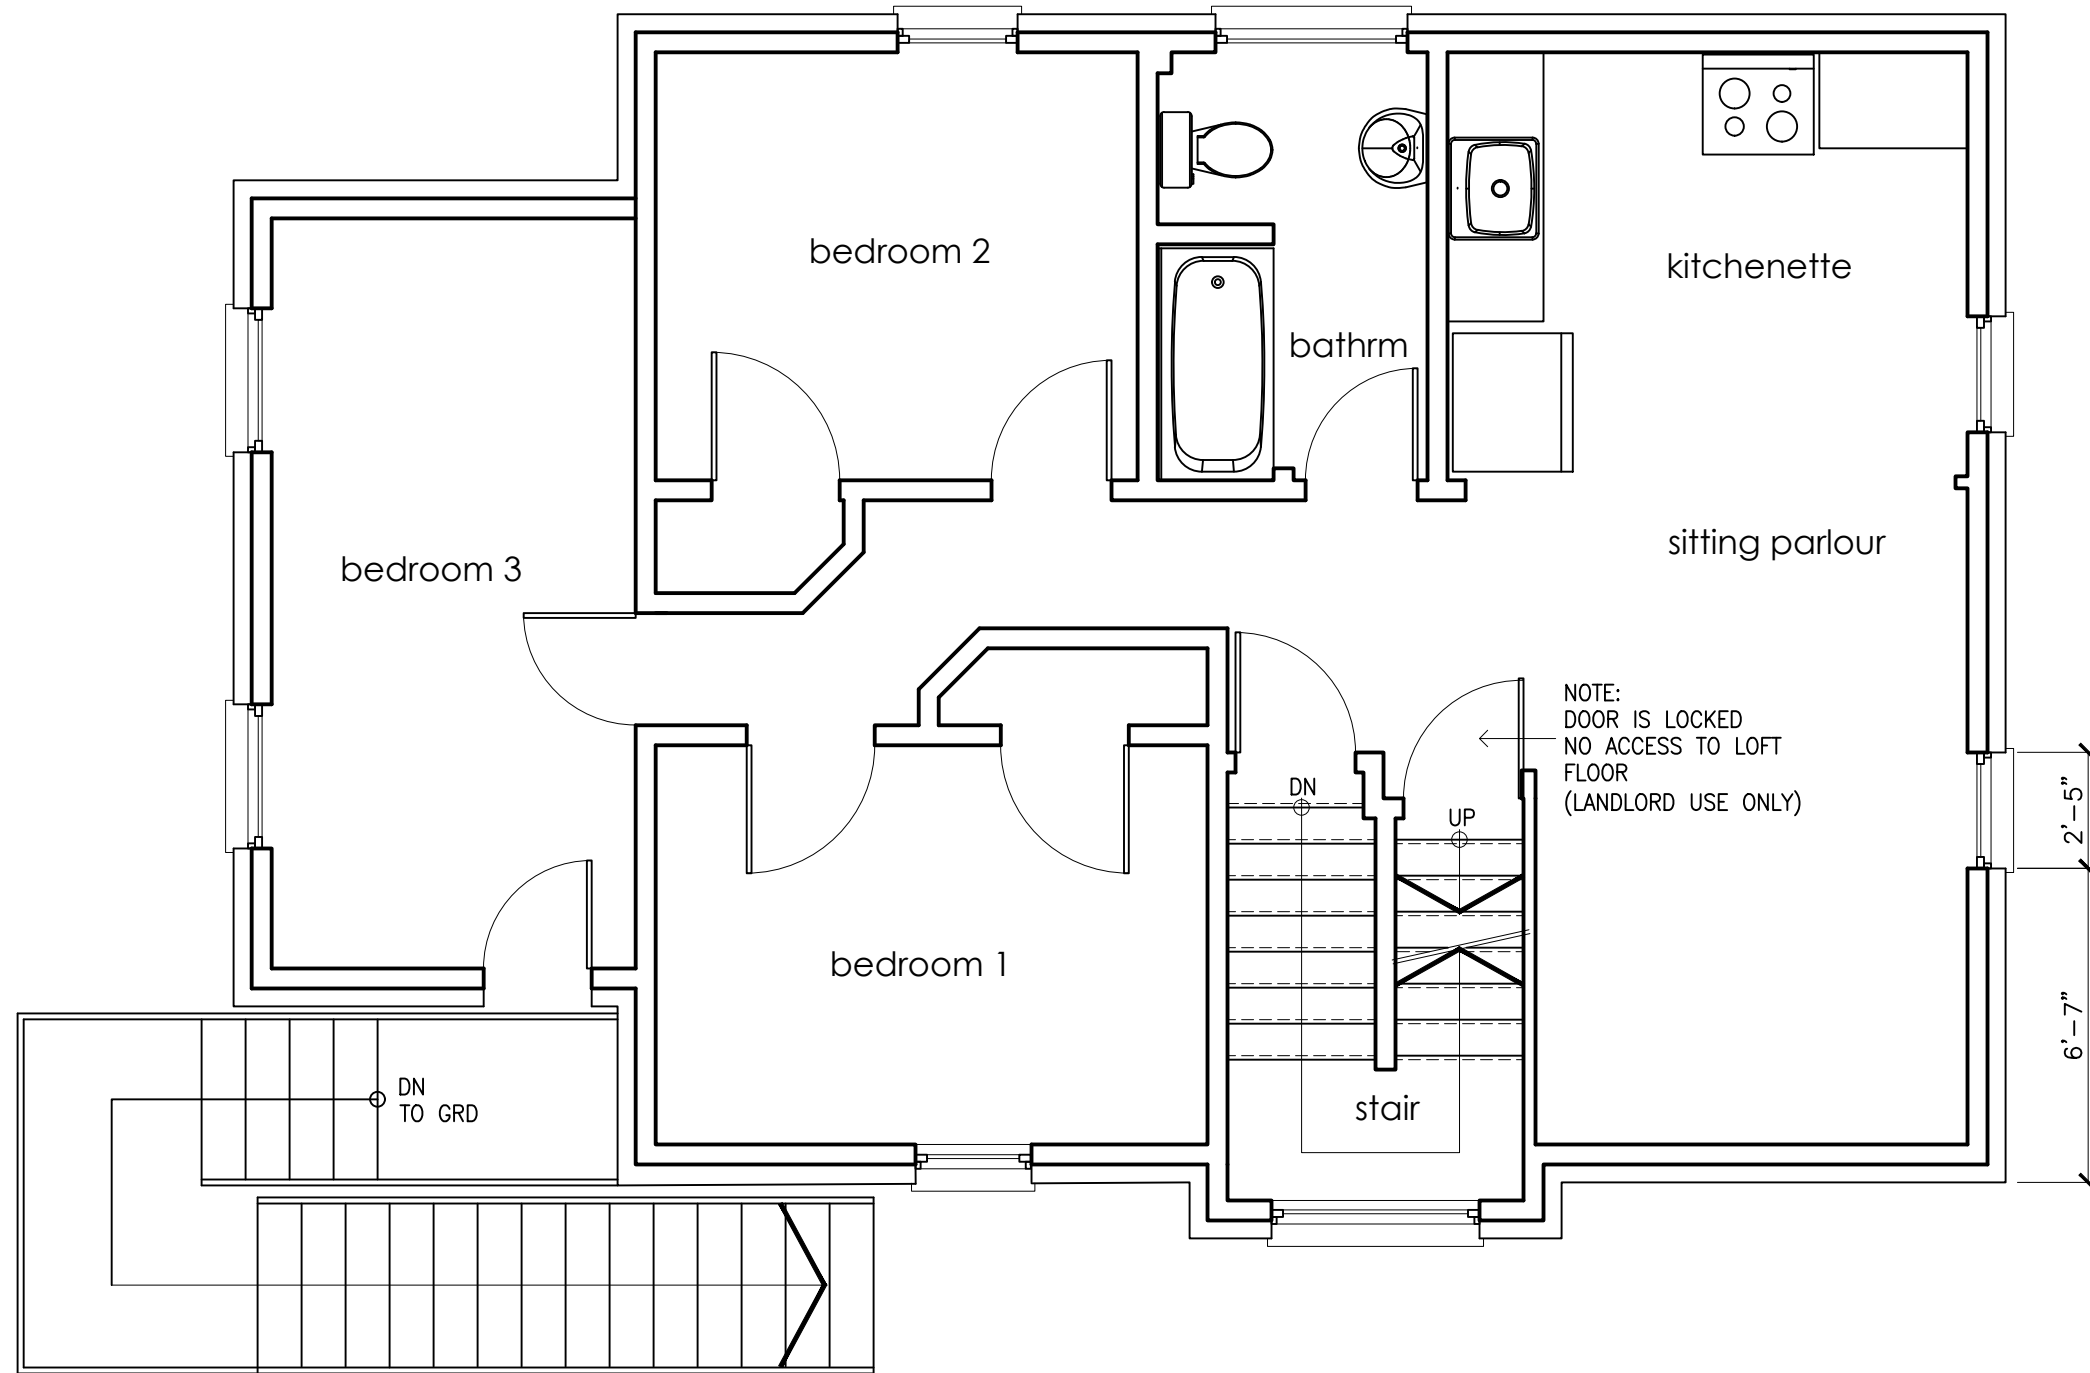 bedroom 2
kitchenette
bathrm
sitting parlour
bedroom 3
NOTE:
DOOR IS LOCKED
NO ACCESS TO LOFT
FLOOR
(LANDLORD USE ONLY)
DN
UP
2'-5"
bedroom 1
6'-7"
DN
TO GRD
stair